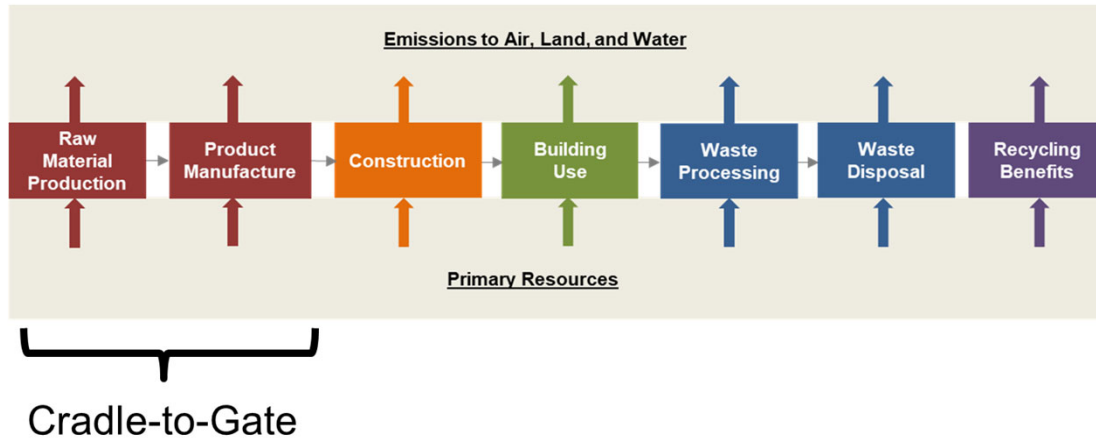 Emissions to Air, Land, and Water
Raw
Material
Production
Product
Manufacture
Construction
Building
Use
Waste
Processing
Waste
Disposal
Recycling
Benefits
Primary Resources
Cradle-to-Gate